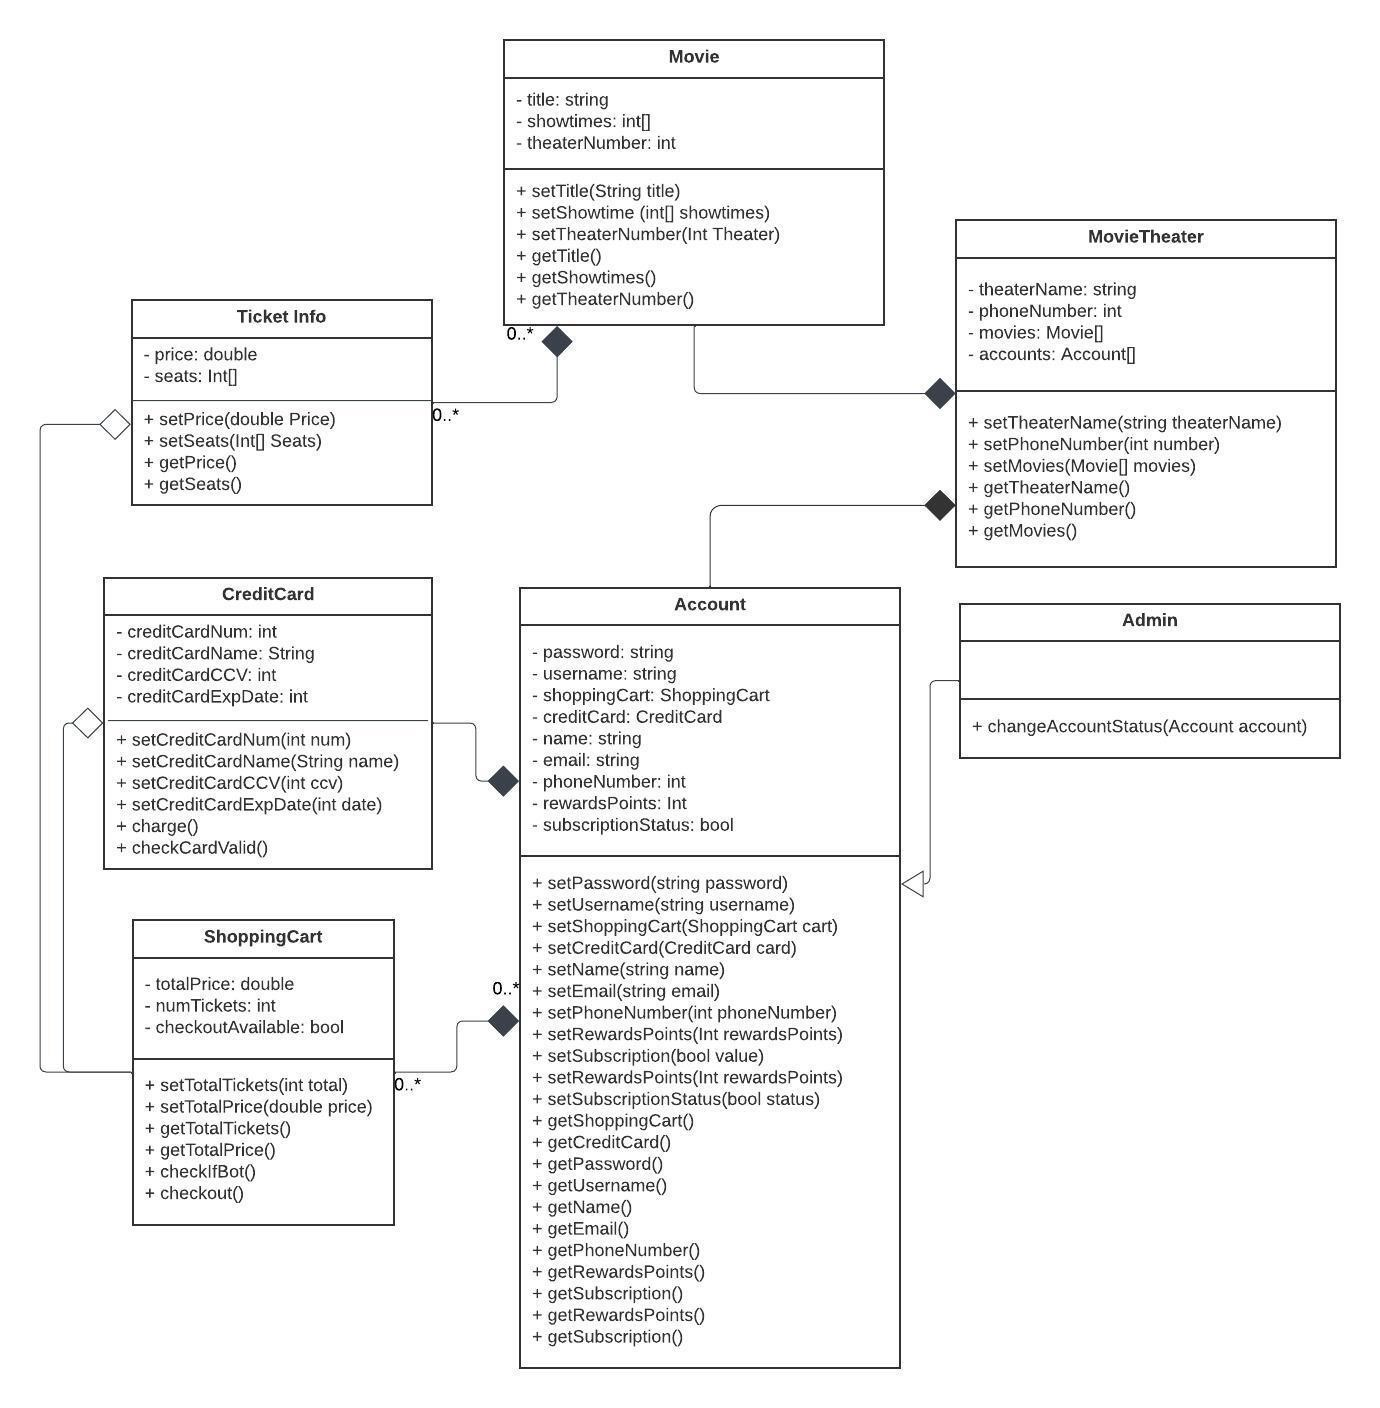 Movie
- title: string
- showtimes: int[]
- theaterNumber: int
+ setTitle(String title)
+ setShowtime (int[] showtimes)
+ setTheaterNumber(Int Theater)
+ getTitle()
+ getShowtimes()
+ getTheaterNumber()
0..*
0..*
MovieTheater
- theaterName: string
- phoneNumber: int
- movies: Movie[]
- accounts: Account[]
+ setTheaterName(string theaterName)
+ setPhoneNumber(int number)
+ setMovies(Movie[] movies)
+ getTheaterName()
+ getPhoneNumber()
+ getMovies()
Ticket Info
- price: double
- seats: Int[]
+ setPrice(double Price)
+ setSeats(Int[] Seats)
+ getPrice()
+ getSeats()
CreditCard
- creditCardNum: int
- creditCardName: String
- creditCardCCV: int
- creditCardExpDate: int
+ setCreditCardNum(int num)
+ setCreditCardName(String name)
+ setCreditCardCCV(int ccv)
+ setCreditCardExpDate(int date)
+ charge()
+ checkCardValid()
Account
- password: string
- username: string
- shoppingCart: ShoppingCart
- creditCard: CreditCard
- name: string
- email: string
- phoneNumber: int
- rewardsPoints: Int
- subscriptionStatus: bool
+ setPassword(string password)
+ setUsername(string username)
+ setShoppingCart(ShoppingCart cart)
+ setCreditCard(CreditCard card)
+ setName(string name)
+ setEmail(string email)
+ setPhoneNumber(int phoneNumber)
+ setRewardsPoints(Int rewardsPoints)
+ setSubscription(bool value)
+ setRewardsPoints(Int rewardsPoints)
+ setSubscriptionStatus(bool status)
+ getShoppingCart()
+ getCreditCard()
+ getPassword()
+ getUsername()
+ getName()
+ getEmail()
+ getPhoneNumber()
+ getRewardsPoints()
+ getSubscription()
+ getRewardsPoints()
+ getSubscription()
Admin
+ changeAccountStatus(Account account)
ShoppingCart
- totalPrice: double
- numTickets: int
- checkoutAvailable: bool
+ setTotalTickets(int total)
+ setTotalPrice(double price)
+ getTotalTickets()
+ getTotalPrice()
+ checkIfBot()
+ checkout()
0..*
0..*